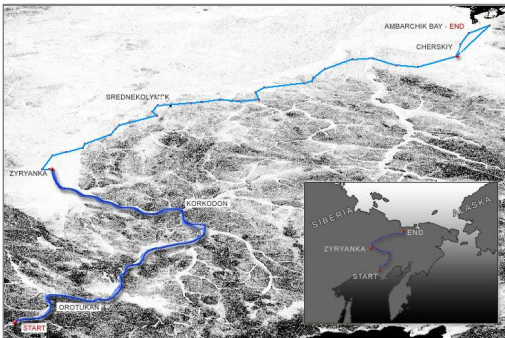 AMBARCHIK BAY - END
CHERSKIY
SREDNEKOLYMSK
ZYRYANKA
KORKODON
OROTUKAN
START
SIBERIA
ALASKA
END
ZYRYANKA
START